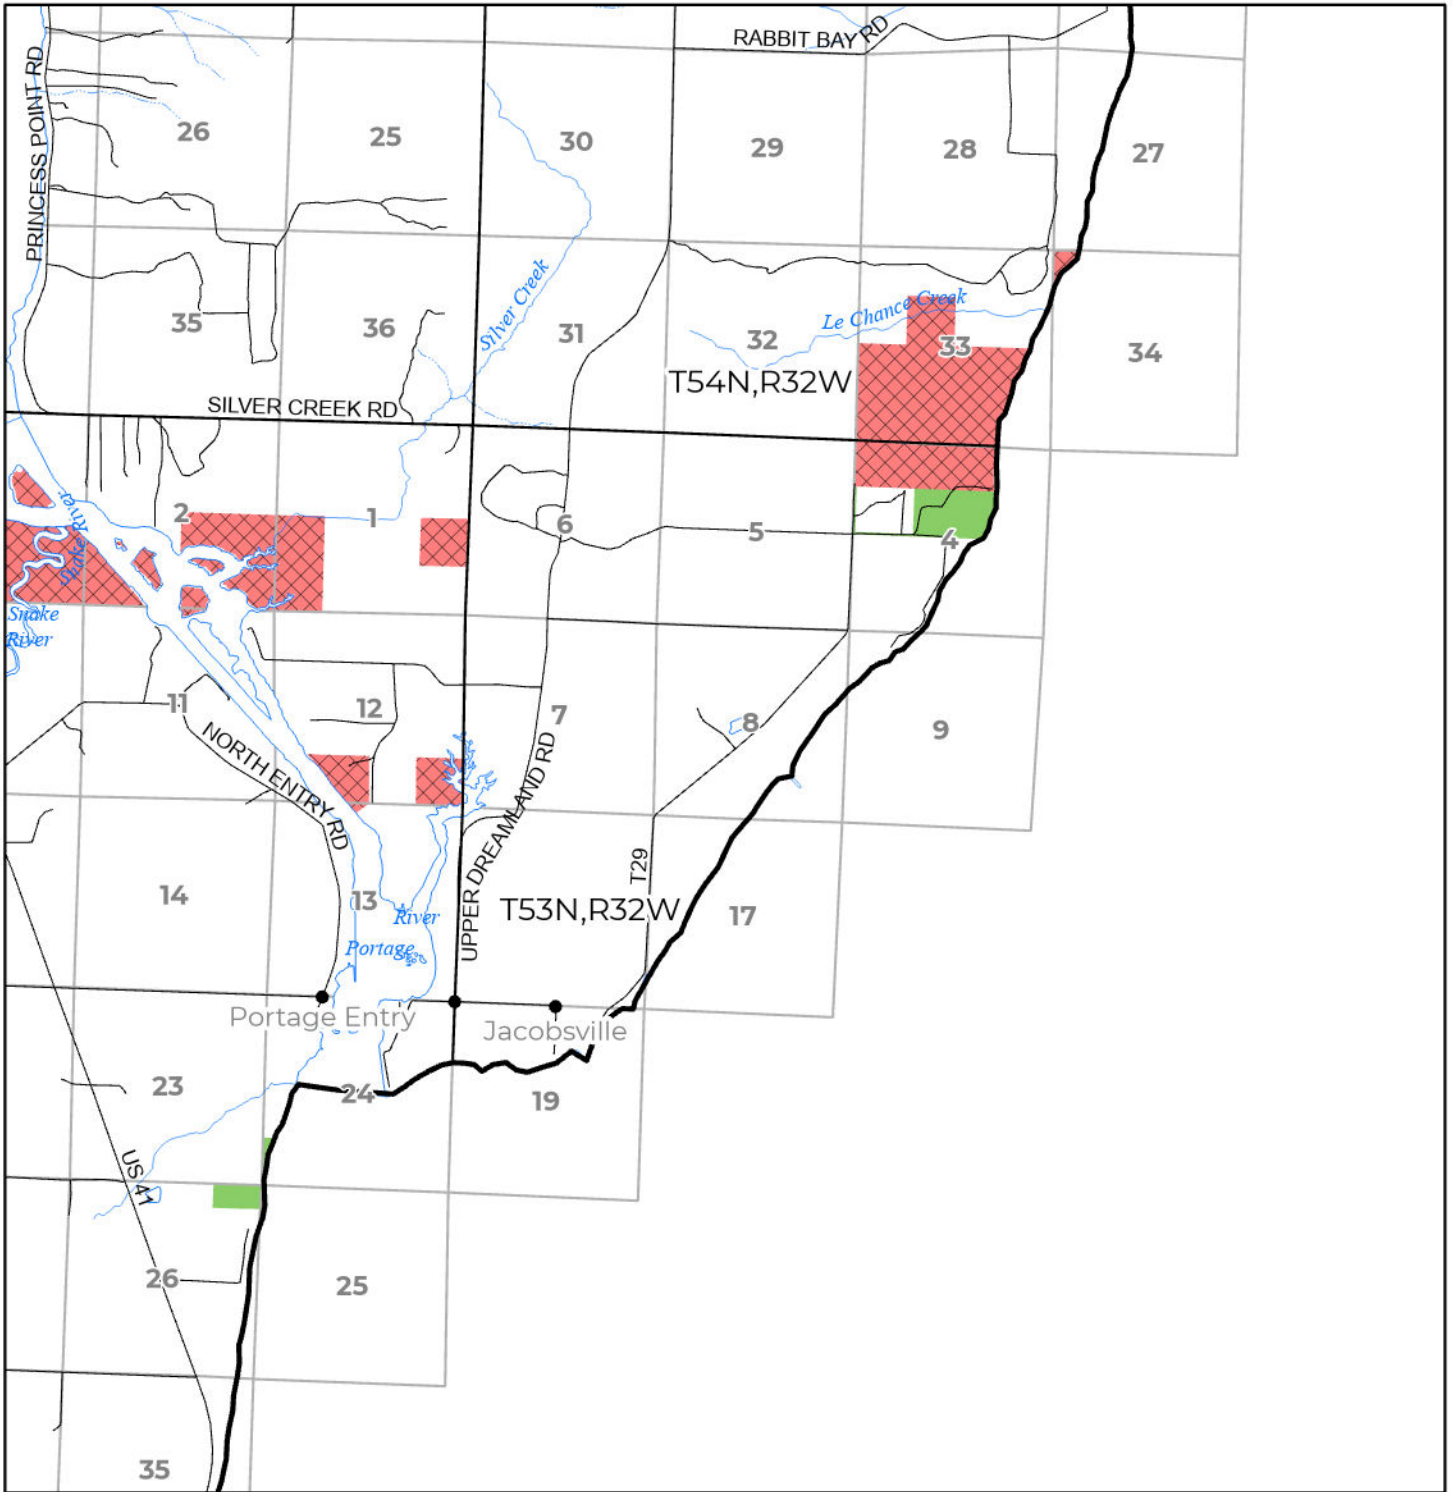 RABBIT BAY RD
PRINCESS POINT RD
26
25
30
29
28
27
Silver Creek
35
36
31
32
Le Chance Creek
33
34
T54N,R32W
SILVER CREEK RD
Snake River
2
1
6
5
4
Snake
River
11
12
7
8
9
NORTH ENTRY RD
UPPER DREAMLAND RD
T29
14
13
River
Portage
T53N,R32W
17
Portage Entry
Jacobsville
23
24
19
US 41
26
25
35